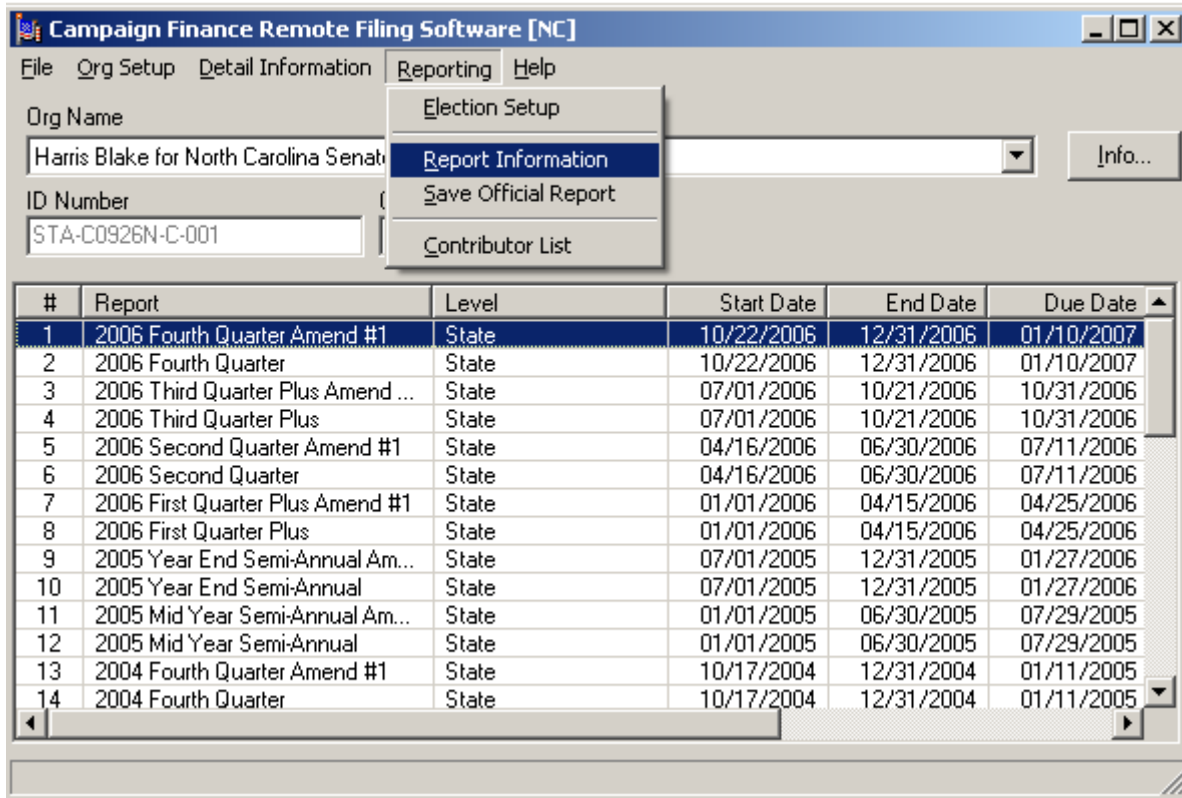 Campaign Finance Remote Filing Software [NC]
File Org Setup Detail Information Reporting Help
Election Setup
Report Information
Save Official Report
Contributor List
Org Name
Harris Blake for North Carolina Senate
Info...
ID Number
STA-C0926N-C-001
# Report Level Start Date End Date Due Date
1 2006 Fourth Quarter Amend #1 State 10/22/2006 12/31/2006 01/10/2007
2 2006 Fourth Quarter State 10/22/2006 12/31/2006 01/10/2007
3 2006 Third Quarter Plus Amend ... State 07/01/2006 10/21/2006 10/31/2006
4 2006 Third Quarter Plus State 07/01/2006 10/21/2006 10/31/2006
5 2006 Second Quarter Amend #1 State 04/16/2006 06/30/2006 07/11/2006
6 2006 Second Quarter State 04/16/2006 06/30/2006 07/11/2006
7 2006 First Quarter Plus Amend #1 State 01/01/2006 04/15/2006 04/25/2006
8 2006 First Quarter Plus State 01/01/2006 04/15/2006 04/25/2006
9 2005 Year End Semi-Annual Am... State 07/01/2005 12/31/2005 01/27/2006
10 2005 Year End Semi-Annual State 07/01/2005 12/31/2005 01/27/2006
11 2005 Mid Year Semi-Annual Am... State 01/01/2005 06/30/2005 07/29/2005
12 2005 Mid Year Semi-Annual State 01/01/2005 06/30/2005 07/29/2005
13 2004 Fourth Quarter Amend #1 State 10/17/2004 12/31/2004 01/11/2005
14 2004 Fourth Quarter State 10/17/2004 12/31/2004 01/11/2005